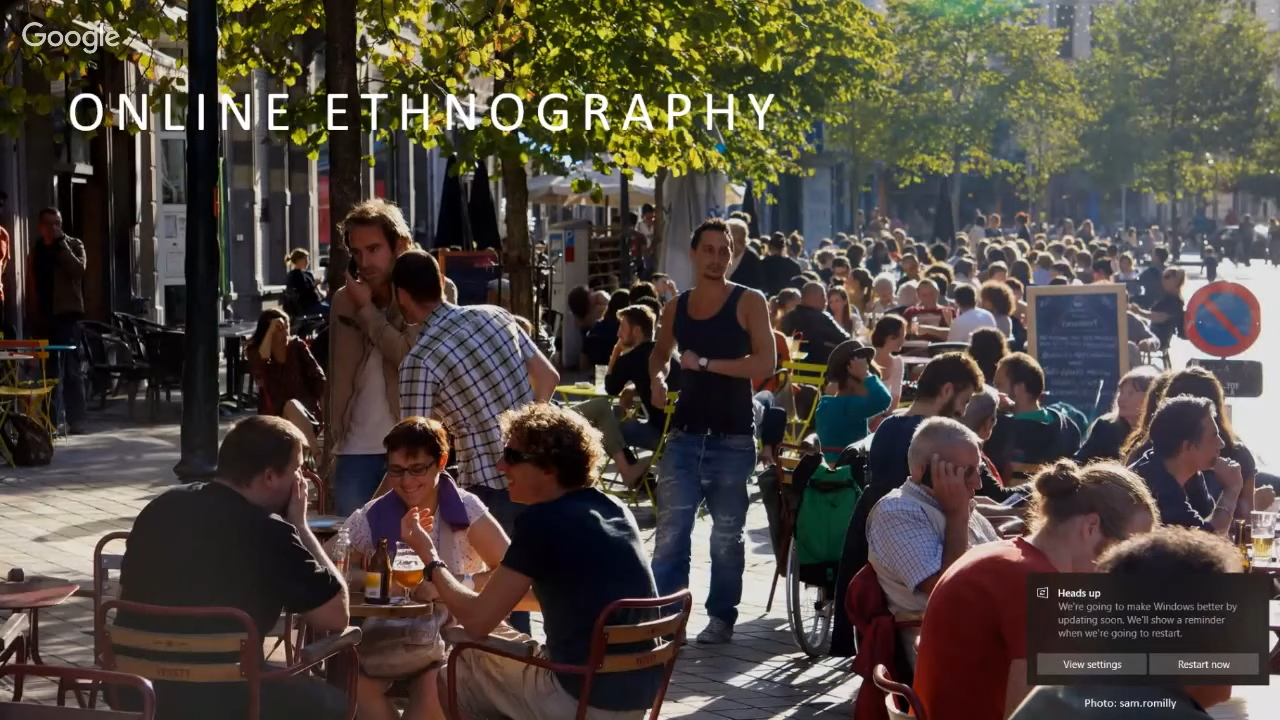 Google
ONLINE ETHNOGRAPHY
Heads up
We're going to make Windows better by
updating soon. We'll show a reminder
when we're going to restart.
View settings
Restart now
Photo: sam.romilly